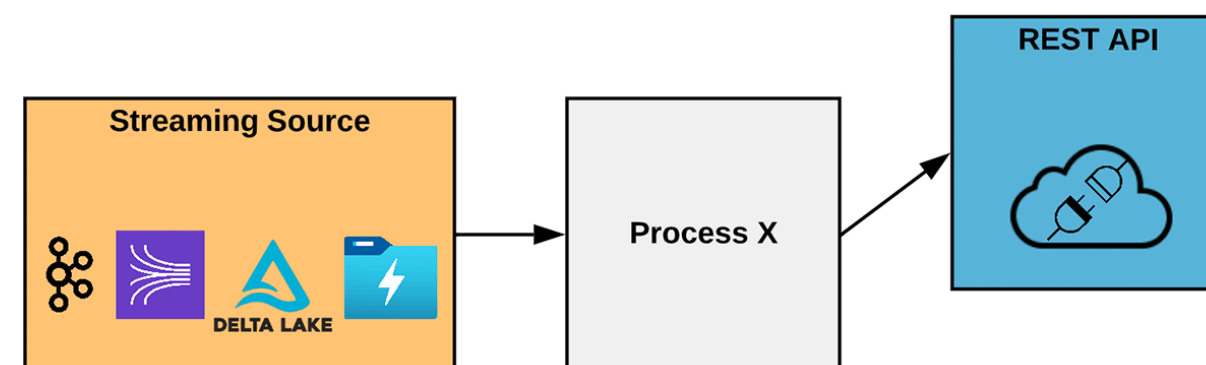 Streaming Source
DELTA LAKE
Process X
REST API